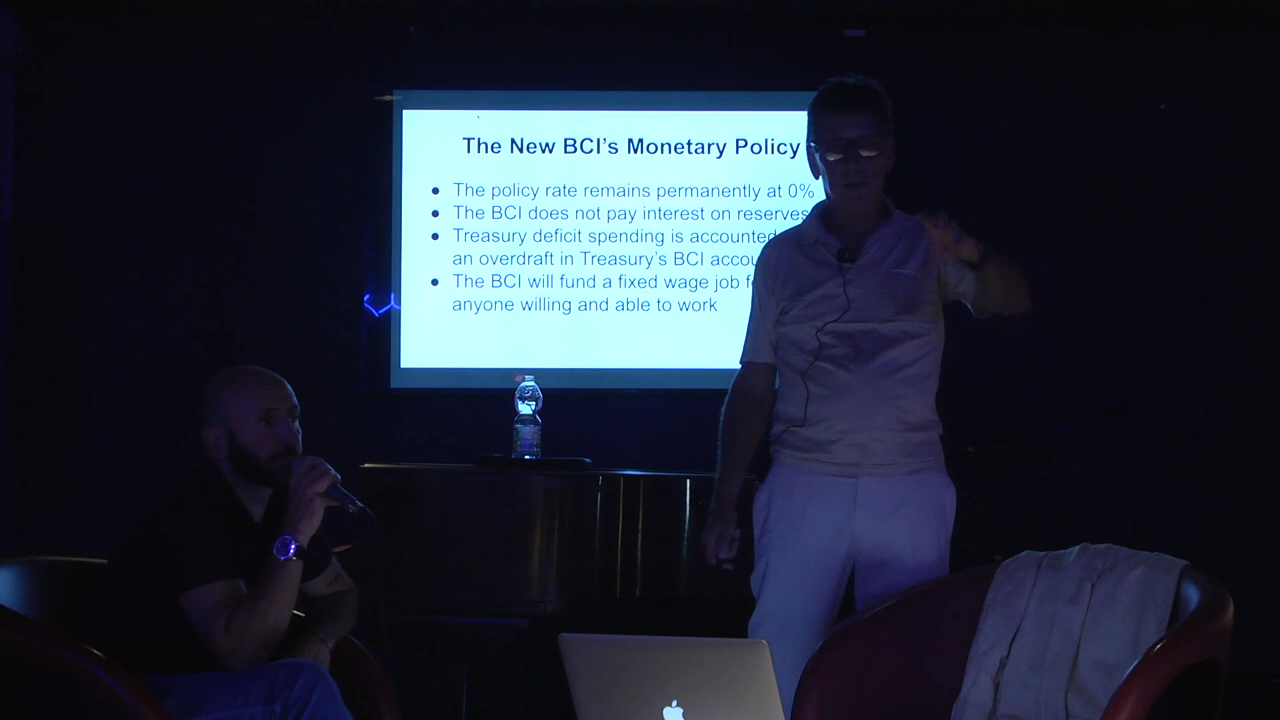 The New BCI's Monetary Policy
● The policy rate remains permanently at 0%
● The BCI does not pay interest on reserves
● Treasury deficit spending is accounted
an overdraft in Treasury's BCI
● The BCI will fund a fixed wage job
anyone willing and able to work